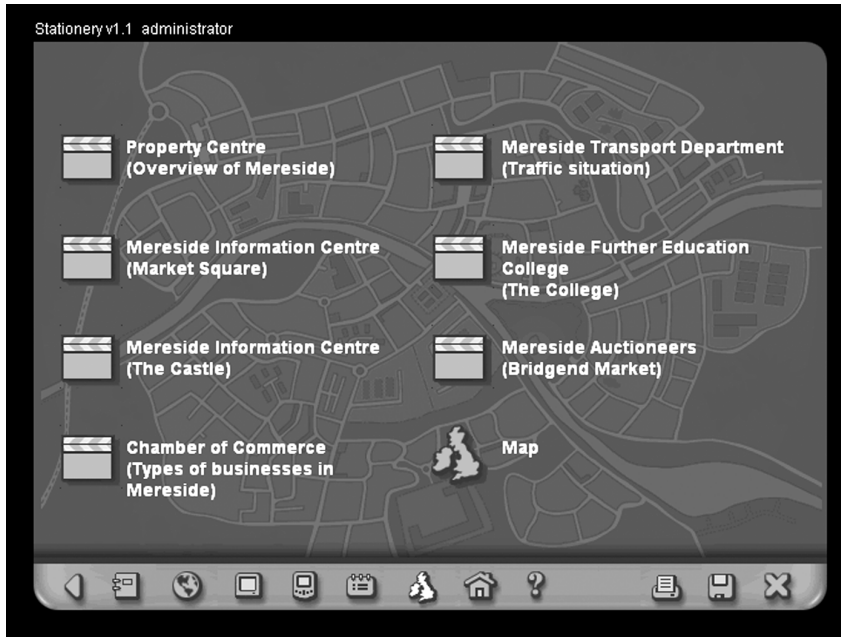 Stationery v1.1 administrator
Property Centre
(Overview of Mereside)
Mereside Information Centre
(Market Square)
Mereside Information Centre
(The Castle)
Chamber of Commerce
(Types of businesses in
Mereside)
Mereside Transport Department
(Traffic situation)
Mereside Further Education
College
(The College)
Mereside Auctioneers
(Bridgend Market)
Map
?